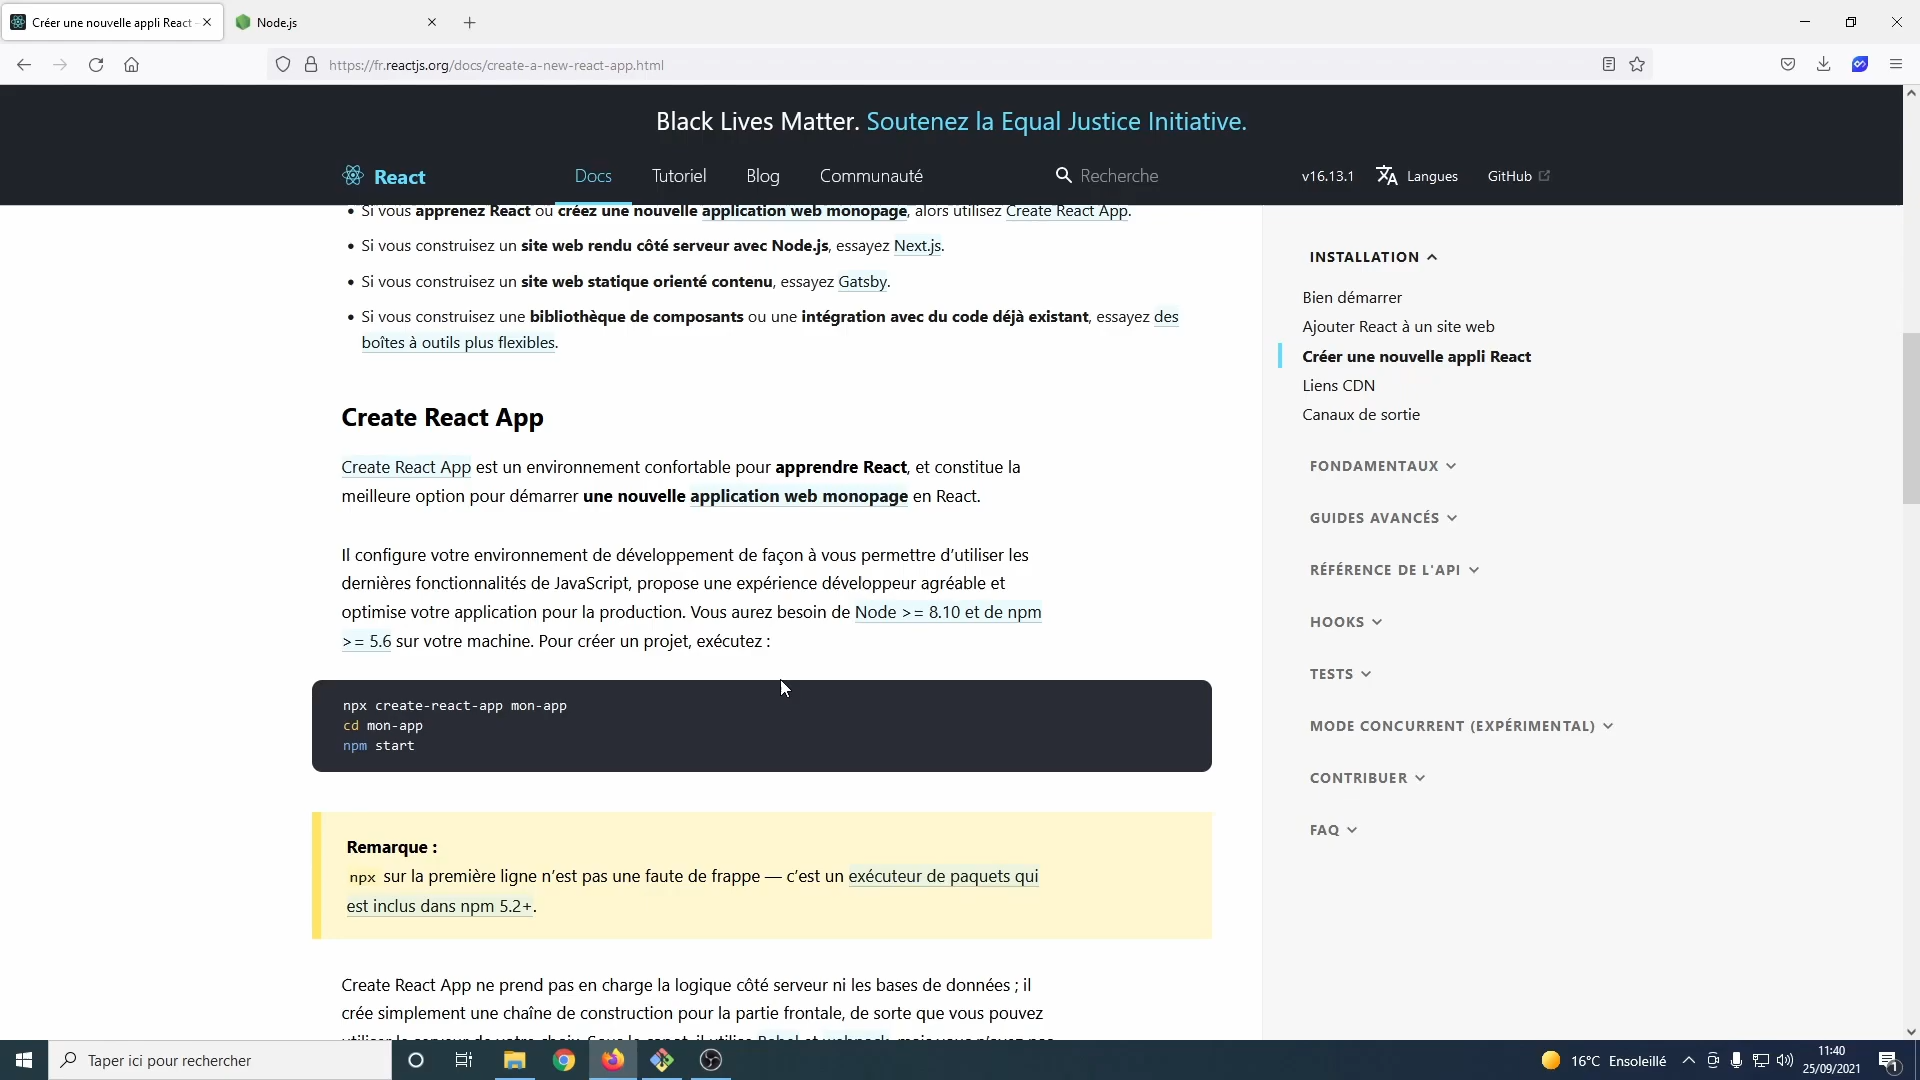 Créer une nouvelle appli React
Node.js
https://fr.reactjs.org/docs/create-a-new-react-app.html
Black Lives Matter. Soutenez la Equal Justice Initiative.
React
Docs
Tutoriel
Blog
Communauté
Recherche
v16.13.1
Langues
GitHub
• Si vous apprenez React ou créez une nouvelle application web monopage, alors utilisez Create React App.
• Si vous construisez un site web rendu côté serveur avec Node.js, essayez Next.js.
• Si vous construisez un site web statique orienté contenu, essayez Gatsby.
• Si vous construisez une bibliothèque de composants ou une intégration avec du code déjà existant, essayez des
boîtes à outils plus flexibles.
Create React App
Create React App est un environnement confortable pour apprendre React, et constitue la
meilleure option pour démarrer une nouvelle application web monopage en React.
Il configure votre environnement de développement de façon à vous permettre d’utiliser les
dernières fonctionnalités de JavaScript, propose une expérience développeur agréable et
optimise votre application pour la production. Vous aurez besoin de Node >= 8.10 et de npm
>= 5.6 sur votre machine. Pour créer un projet, exécutez :
npx create-react-app mon-app
cd mon-app
npm start
Remarque :
npx sur la première ligne n’est pas une faute de frappe — c’est un exécuteur de paquets qui
est inclus dans npm 5.2+.
Create React App ne prend pas en charge la logique côté serveur ni les bases de données ; il
crée simplement une chaîne de construction pour la partie frontale, de sorte que vous pouvez
INSTALLATION
Bien démarrer
Ajouter React à un site web
Créer une nouvelle appli React
Liens CDN
Canaux de sortie
FONDAMENTAUX
GUIDES AVANCÉS
RÉFÉRENCE DE L'API
HOOKS
TESTS
MODE CONCURRENT (EXPÉRIMENTAL)
CONTRIBUER
FAQ
Taper ici pour rechercher
16°C Ensoleillé
11:40
25/09/2021
1